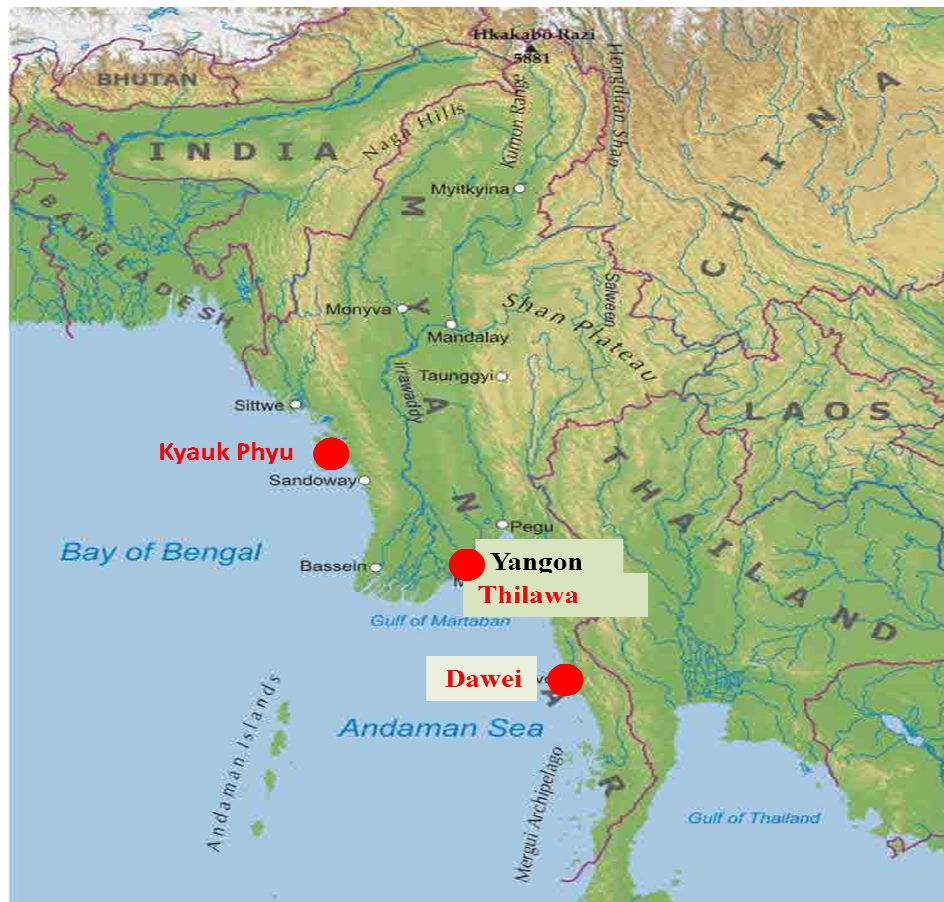 Hkakabo Razi
5881
BHUTAN
Hengduan Shan
CHINA
Kumon Range
Naga Hills
INDIA
Myitkyina
BANGLADESH
MYANMAR
Salween
Monyva
Shan Plateau
Mandalay
Irrawaddy
Taunggyi
Sittwe
LAOS
Kyauk Phyu
Sandoway
THAILAND
Pegu
Bay of Bengal
Yangon
Bassein
Thilawa
Gulf of Martaban
Dawei
Andaman Islands
Andaman Sea
Mergui Archipelago
Gulf of Thailand